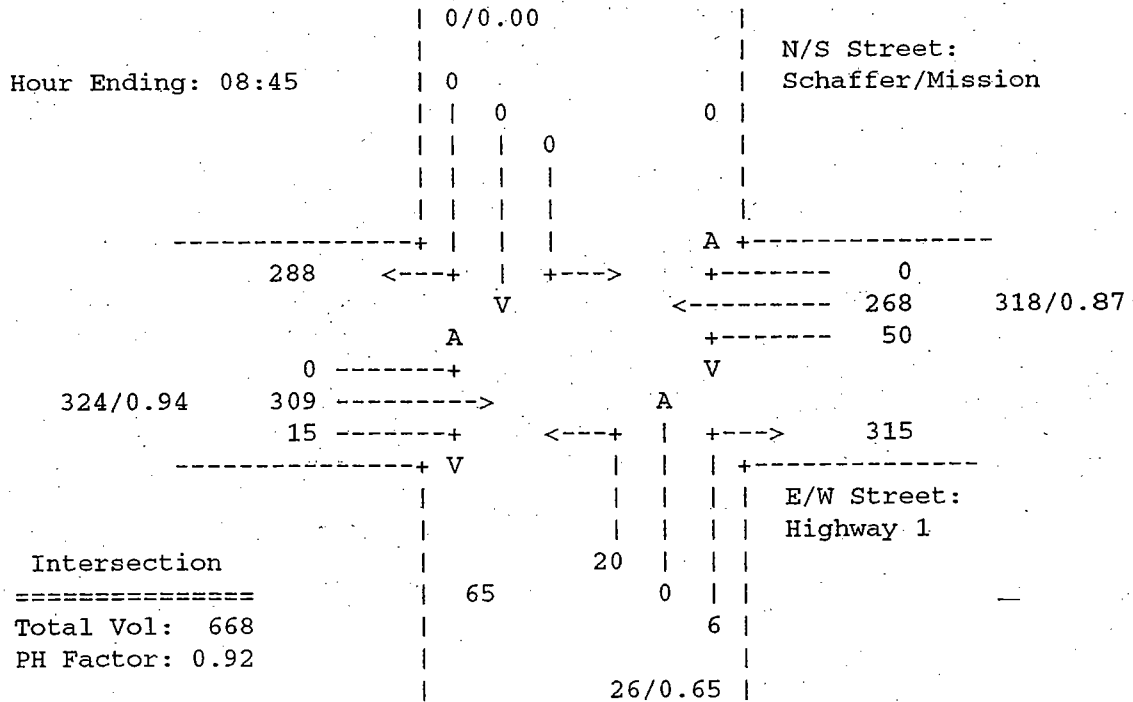 0/0.00
N/S Street:
Hour Ending: 08:45 0 Schaffer/Mission
0 0
0
A
288 0
V 268 318/0.87
A 50
0 V
324/0.94 309 A
15 315
V
E/W Street:
Highway 1
Intersection 20
65 0
Total Vol: 668 6
PH Factor: 0.92
26/0.65